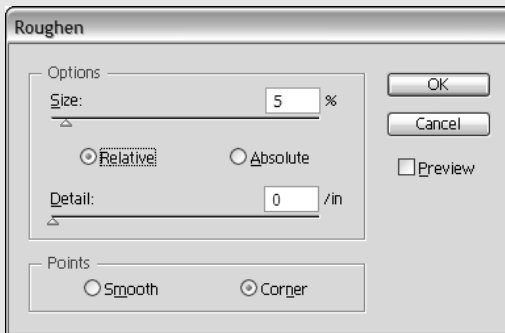 Roughen
Options
Size: 5 %
Relative Absolute
Detail: 0 /in
Points
Smooth Corner
OK
Cancel
Preview